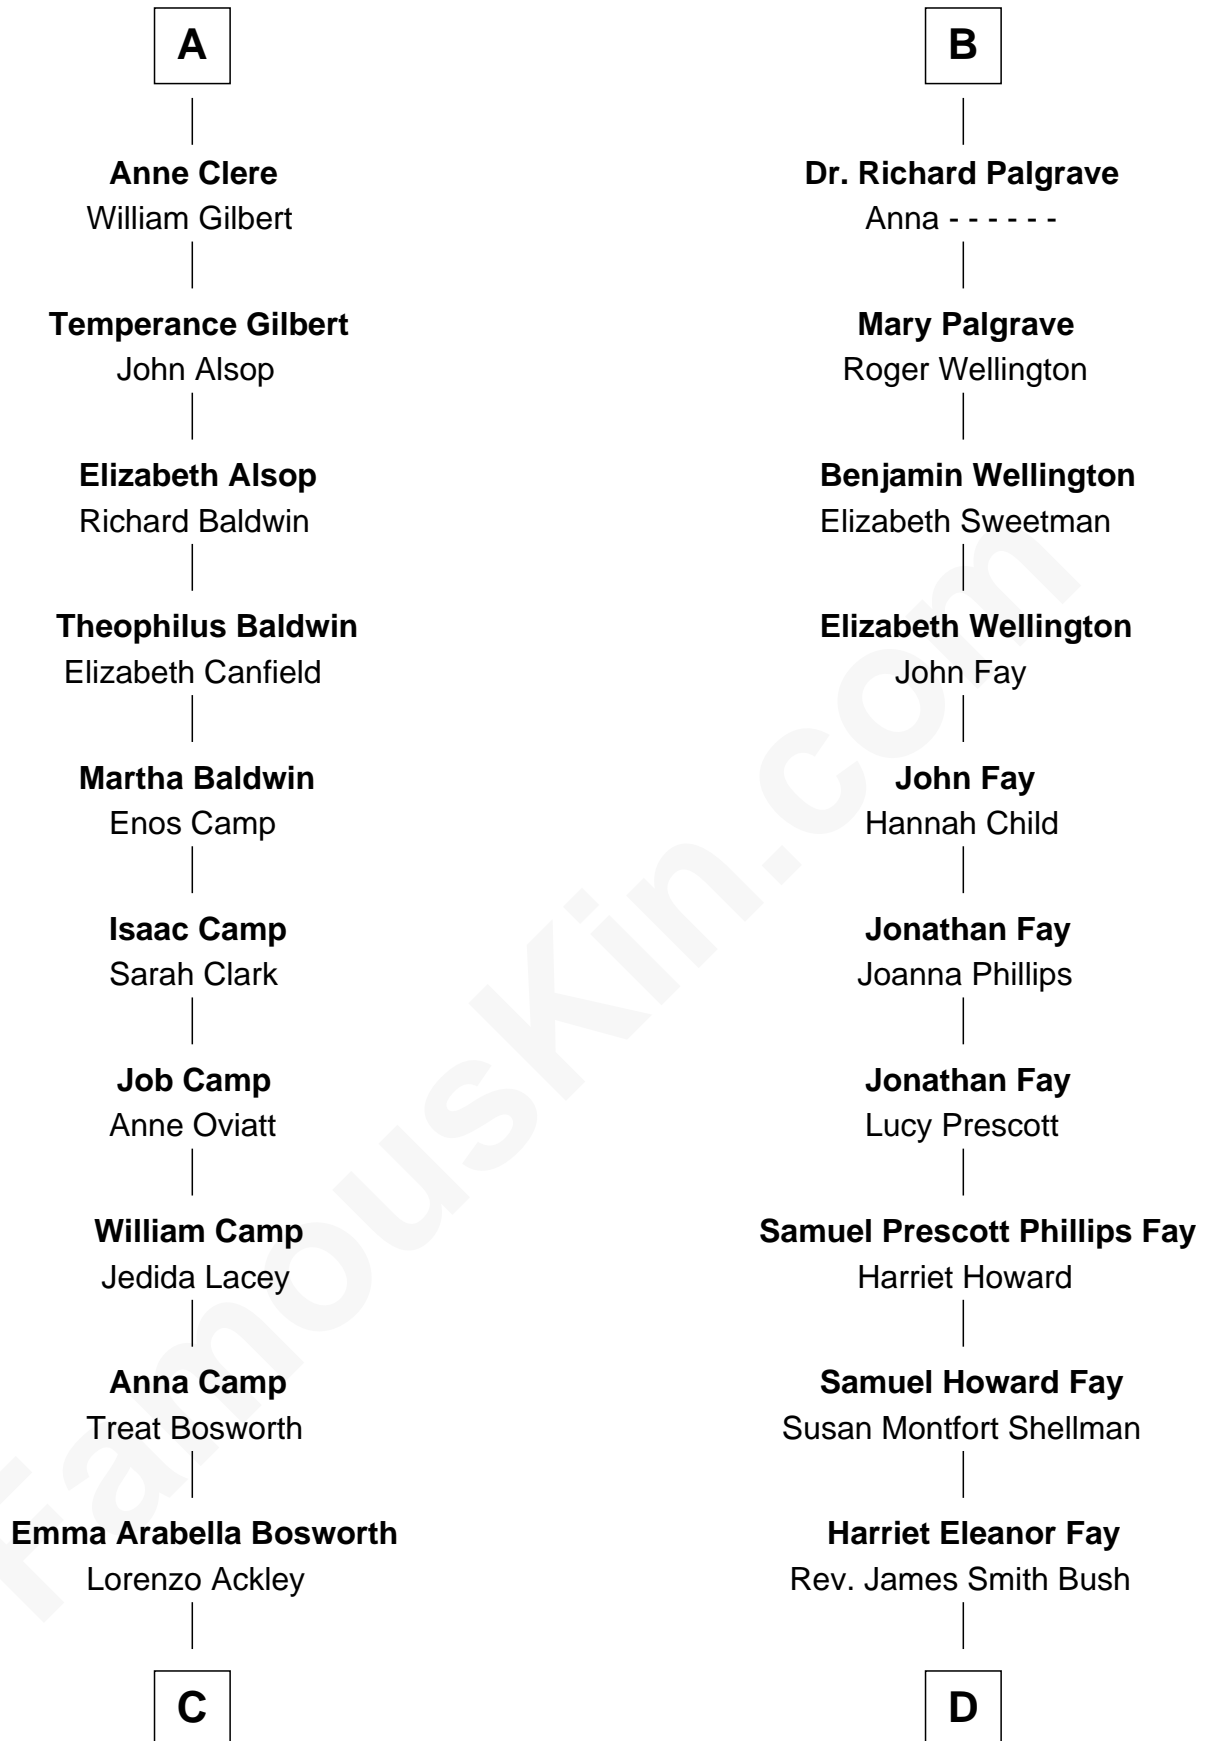 A
Anne Clere
William Gilbert
Temperance Gilbert
John Alsop
Elizabeth Alsop
Richard Baldwin
Theophilus Baldwin
Elizabeth Canfield
Martha Baldwin
Enos Camp
Isaac Camp
Sarah Clark
Job Camp
Anne Oviatt
William Camp
Jedida Lacey
Anna Camp
Treat Bosworth
Emma Arabella Bosworth
Lorenzo Ackley
C
B
Dr. Richard Palgrave
Anna - - - - - -
Mary Palgrave
Roger Wellington
Benjamin Wellington
Elizabeth Sweetman
Elizabeth Wellington
John Fay
John Fay
Hannah Child
Jonathan Fay
Joanna Phillips
Jonathan Fay
Lucy Prescott
Samuel Prescott Phillips Fay
Harriet Howard
Samuel Howard Fay
Susan Montfort Shellman
Harriet Eleanor Fay
Rev. James Smith Bush
D
FamousKin.com